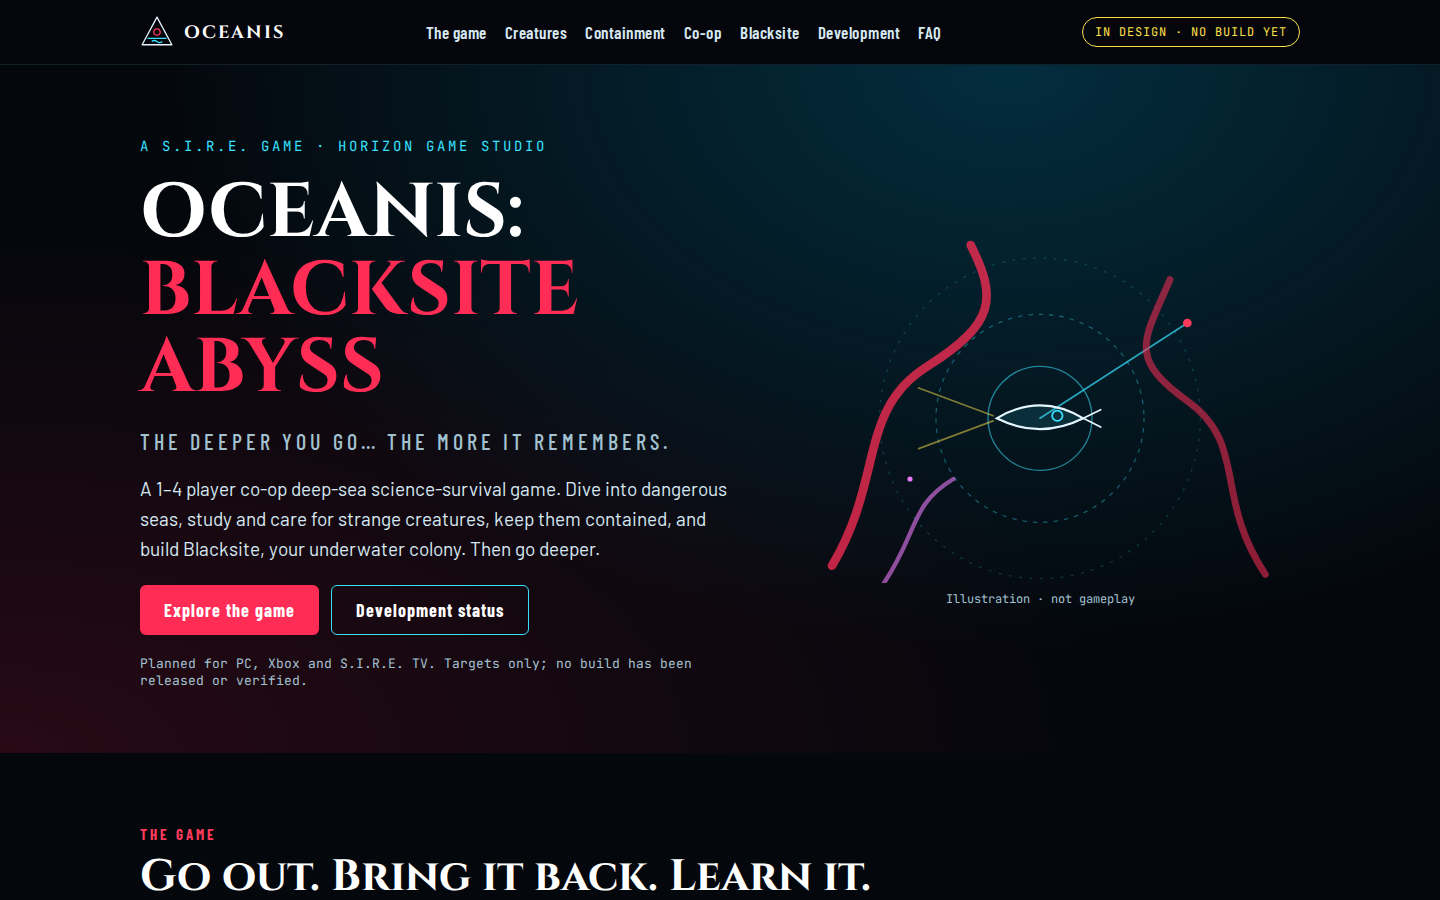 OCEANIS
The game Creatures Containment Co-op Blacksite Development FAQ
IN DESIGN · NO BUILD YET
A S.I.R.E. GAME · HORIZON GAME STUDIO
OCEANIS:
BLACKSITE
ABYSS
THE DEEPER YOU GO… THE MORE IT REMEMBERS.
A 1–4 player co-op deep-sea science-survival game. Dive into dangerous
seas, study and care for strange creatures, keep them contained, and
build Blacksite, your underwater colony. Then go deeper.
Explore the game
Development status
Planned for PC, Xbox and S.I.R.E. TV. Targets only; no build has been
released or verified.
Illustration · not gameplay
THE GAME
Go out. Bring it back. Learn it.